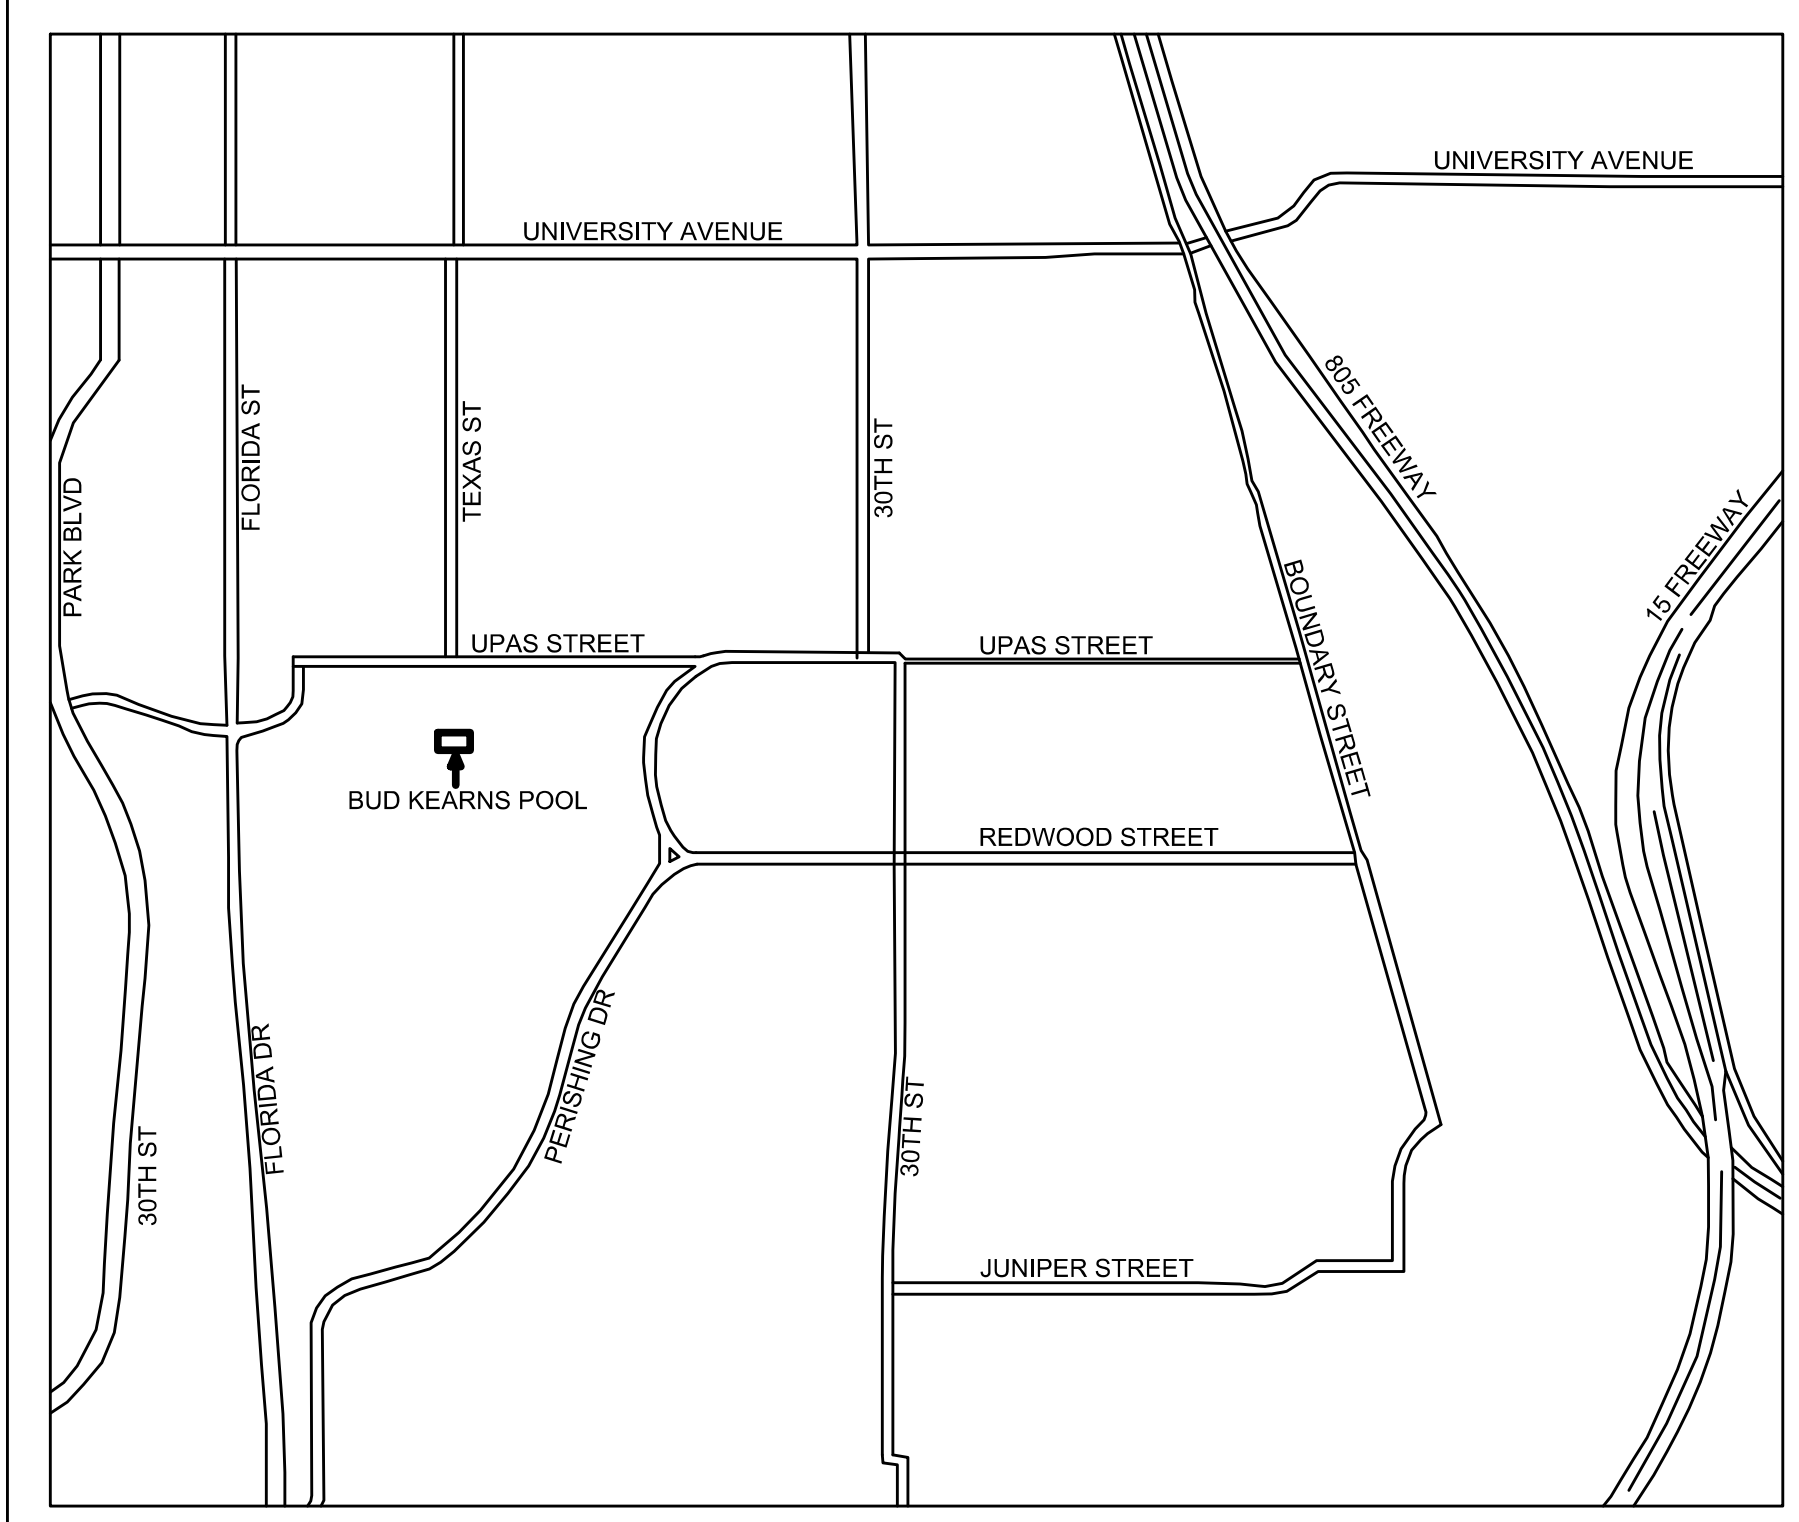 UNIVERSITY AVENUE
UNIVERSITY AVENUE
805 FREEWAY
FLORIDA ST
TEXAS ST
30TH ST
PARK BLVD
15 FREEWAY
BOUNDARY STREET
UPAS STREET
UPAS STREET
BUD KEARNS POOL
REDWOOD STREET
PERISHING DR
FLORIDA DR
30TH ST
30TH ST
JUNIPER STREET